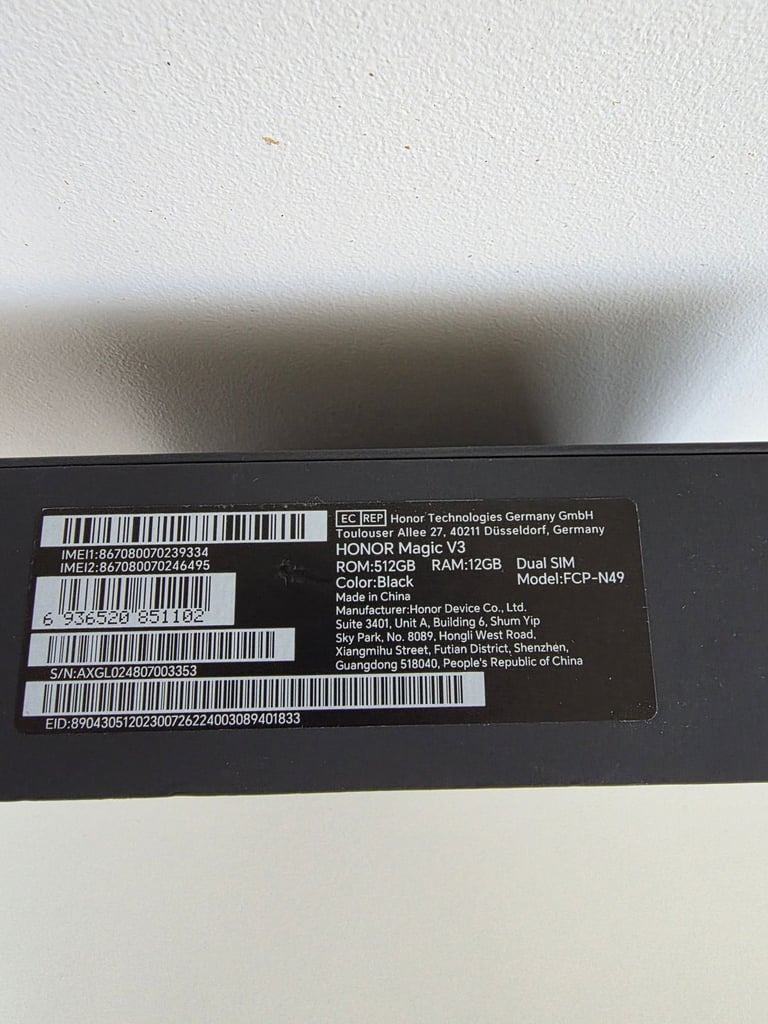 IMEI1:867080070239334
IMEI2:867080070246495
6 936520 851102
S/N:AXGL024807003353
EID:89043051202300726224003089401833
EC REP Honor Technologies Germany GmbH
Toulouser Allee 27, 40211 Düsseldorf, Germany
HONOR Magic V3
ROM:512GB RAM:12GB Dual SIM
Color:Black Model:FCP-N49
Made in China
Manufacturer:Honor Device Co., Ltd.
Suite 3401, Unit A, Building 6, Shum Yip
Sky Park, No. 8089, Hongli West Road,
Xiangmihu Street, Futian District, Shenzhen,
Guangdong 518040, People's Republic of China